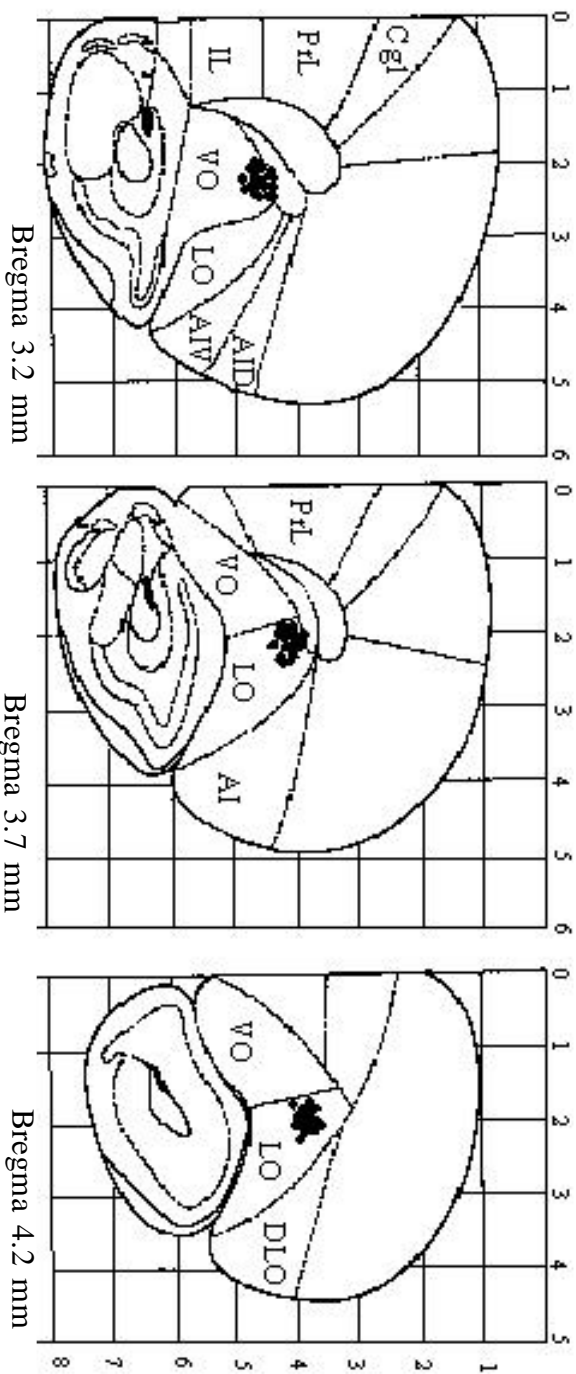 0 1 2 3 4 5 6
Cg1
PrL
IL
VO
LO
AIV
AID
Bregma 3.2 mm
0 1 2 3 4 5 6
PrL
VO
LO
AI
Bregma 3.7 mm
0 1 2 3 4 5
VO
LO
DLO
1
2
3
4
5
6
7
8
Bregma 4.2 mm